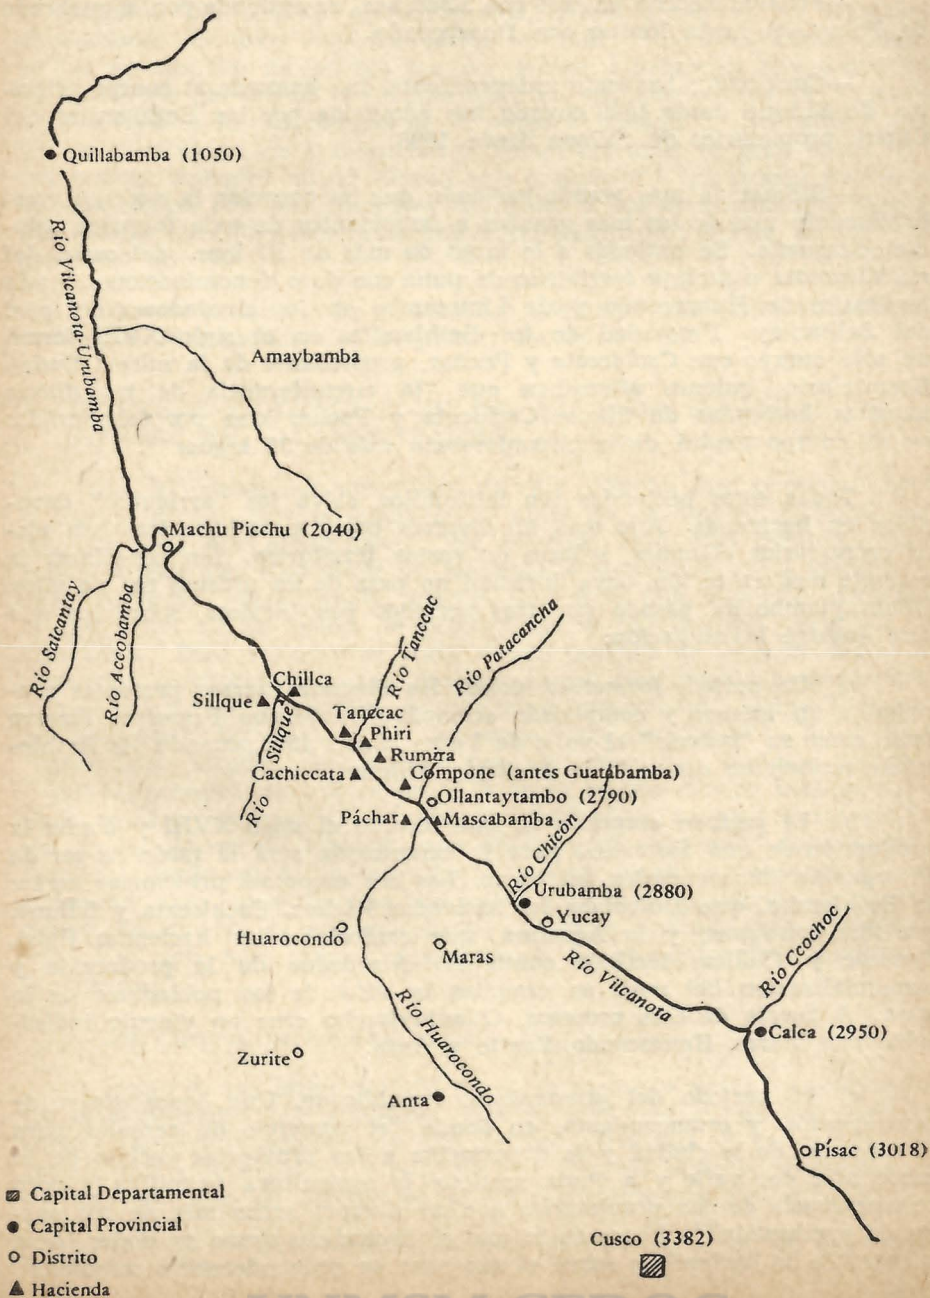 Quillabamba (1050)
Río Vilcanota-Urubamba
Amaybamba
Machu Picchu (2040)
Río Salcantay
Río Accobamba
Río Tanccac
Río Patacancha
Chillca
Sillque
Río Sillque
Tanccac
Phiri
Rumira
Cachiccata
Compone (antes Guatabamba)
Ollantaytambo (2790)
Páchar
Mascabamba
Río Chicón
Urubamba (2880)
Yucay
Huarocondo
Maras
Río Vilcanota
Río Ccochoc
Río Huarocondo
Calca (2950)
Zurite
Anta
Písac (3018)
Capital Departamental
Capital Provincial
Distrito
Hacienda
Cusco (3382)